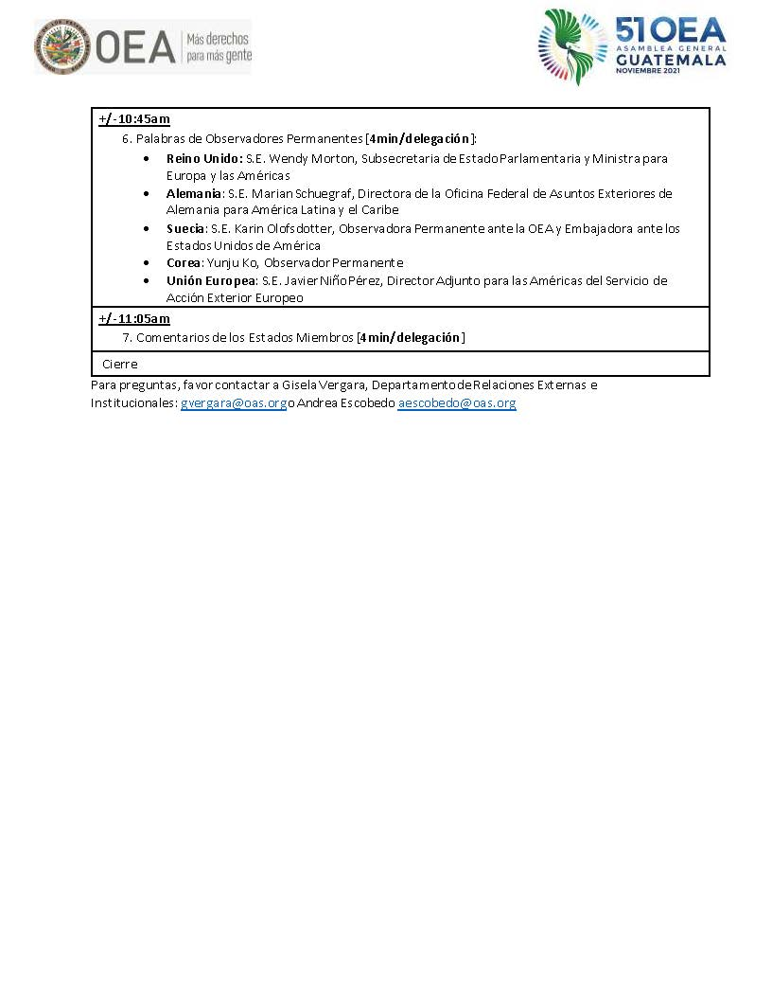 OEA
Más derechos
para más gente
51 OEA
ASAMBLEA GENERAL
GUATEMALA
NOVIEMBRE 2021
+/-10:45am
6. Palabras de Observadores Permanentes [4min/delegación]:
• Reino Unido: S.E. Wendy Morton, Subsecretaria de Estado Parlamentaria y Ministra para
Europa y las Américas
• Alemania: S.E. Marian Schuegraf, Directora de la Oficina Federal de Asuntos Exteriores de
Alemania para América Latina y el Caribe
• Suecia: S.E. Karin Olofsdotter, Observadora Permanente ante la OEA y Embajadora ante los
Estados Unidos de América
• Corea: Yunju Ko, Observador Permanente
• Unión Europea: S.E. Javier Niño Pérez, Director Adjunto para las Américas del Servicio de
Acción Exterior Europeo
+/-11:05am
7. Comentarios de los Estados Miembros [4min/delegación]
Cierre
Para preguntas, favor contactar a Gisela Vergara, Departamento de Relaciones Externas e
Institucionales: gvergara@oas.org o Andrea Escobedo aescobedo@oas.org